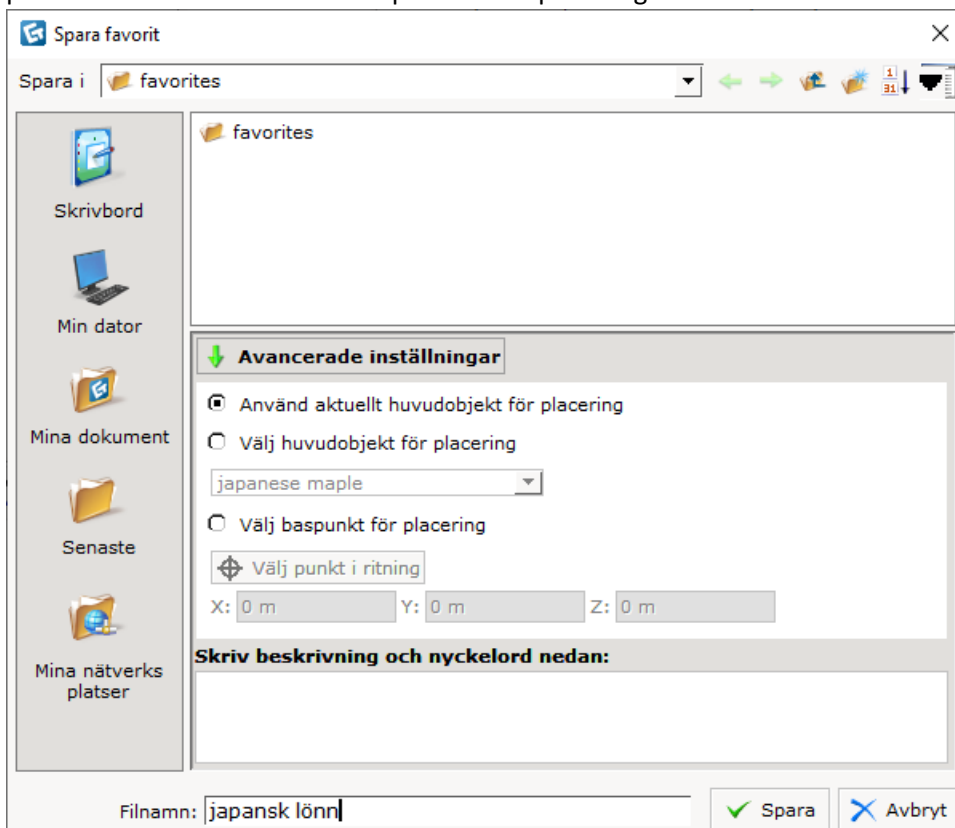 Spara favorit
Spara i favorites
1
31
favorites
Skrivbord
Min dator
Mina dokument
Senaste
Mina nätverks
platser
Avancerade inställningar
Använd aktuellt huvudobjekt för placering
Välj huvudobjekt för placering
japanese maple
Välj baspunkt för placering
Välj punkt i ritning
X: 0 m Y: 0 m Z: 0 m
Skriv beskrivning och nyckelord nedan:
Filnamn: japansk lönn Spara Avbryt